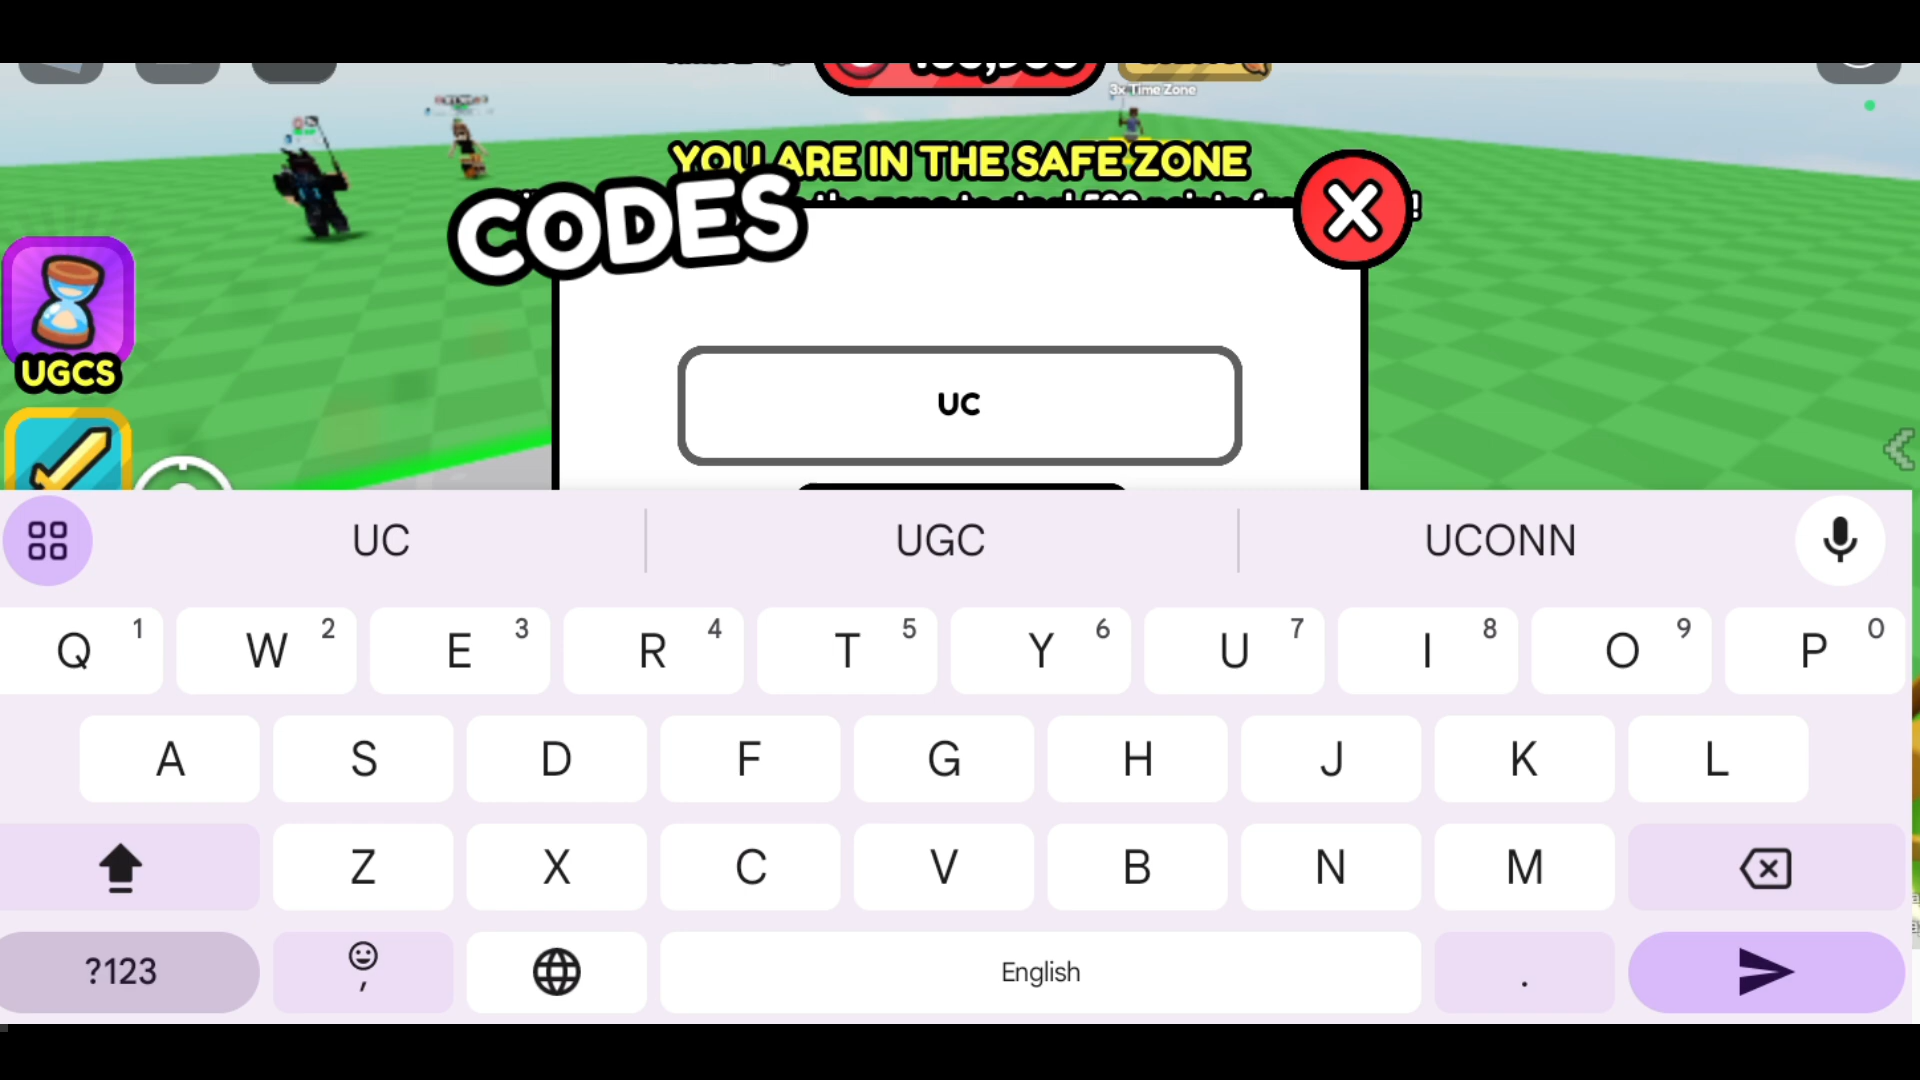 3x Time Zone
YOU ARE IN THE SAFE ZONE
CODES
!
UGCS
UC
UC UGC UCONN
Q 1 W 2 E 3 R 4 T 5 Y 6 U 7 I 8 O 9 P 0
A S D F G H J K L
Z X C V B N M
?123 , English .